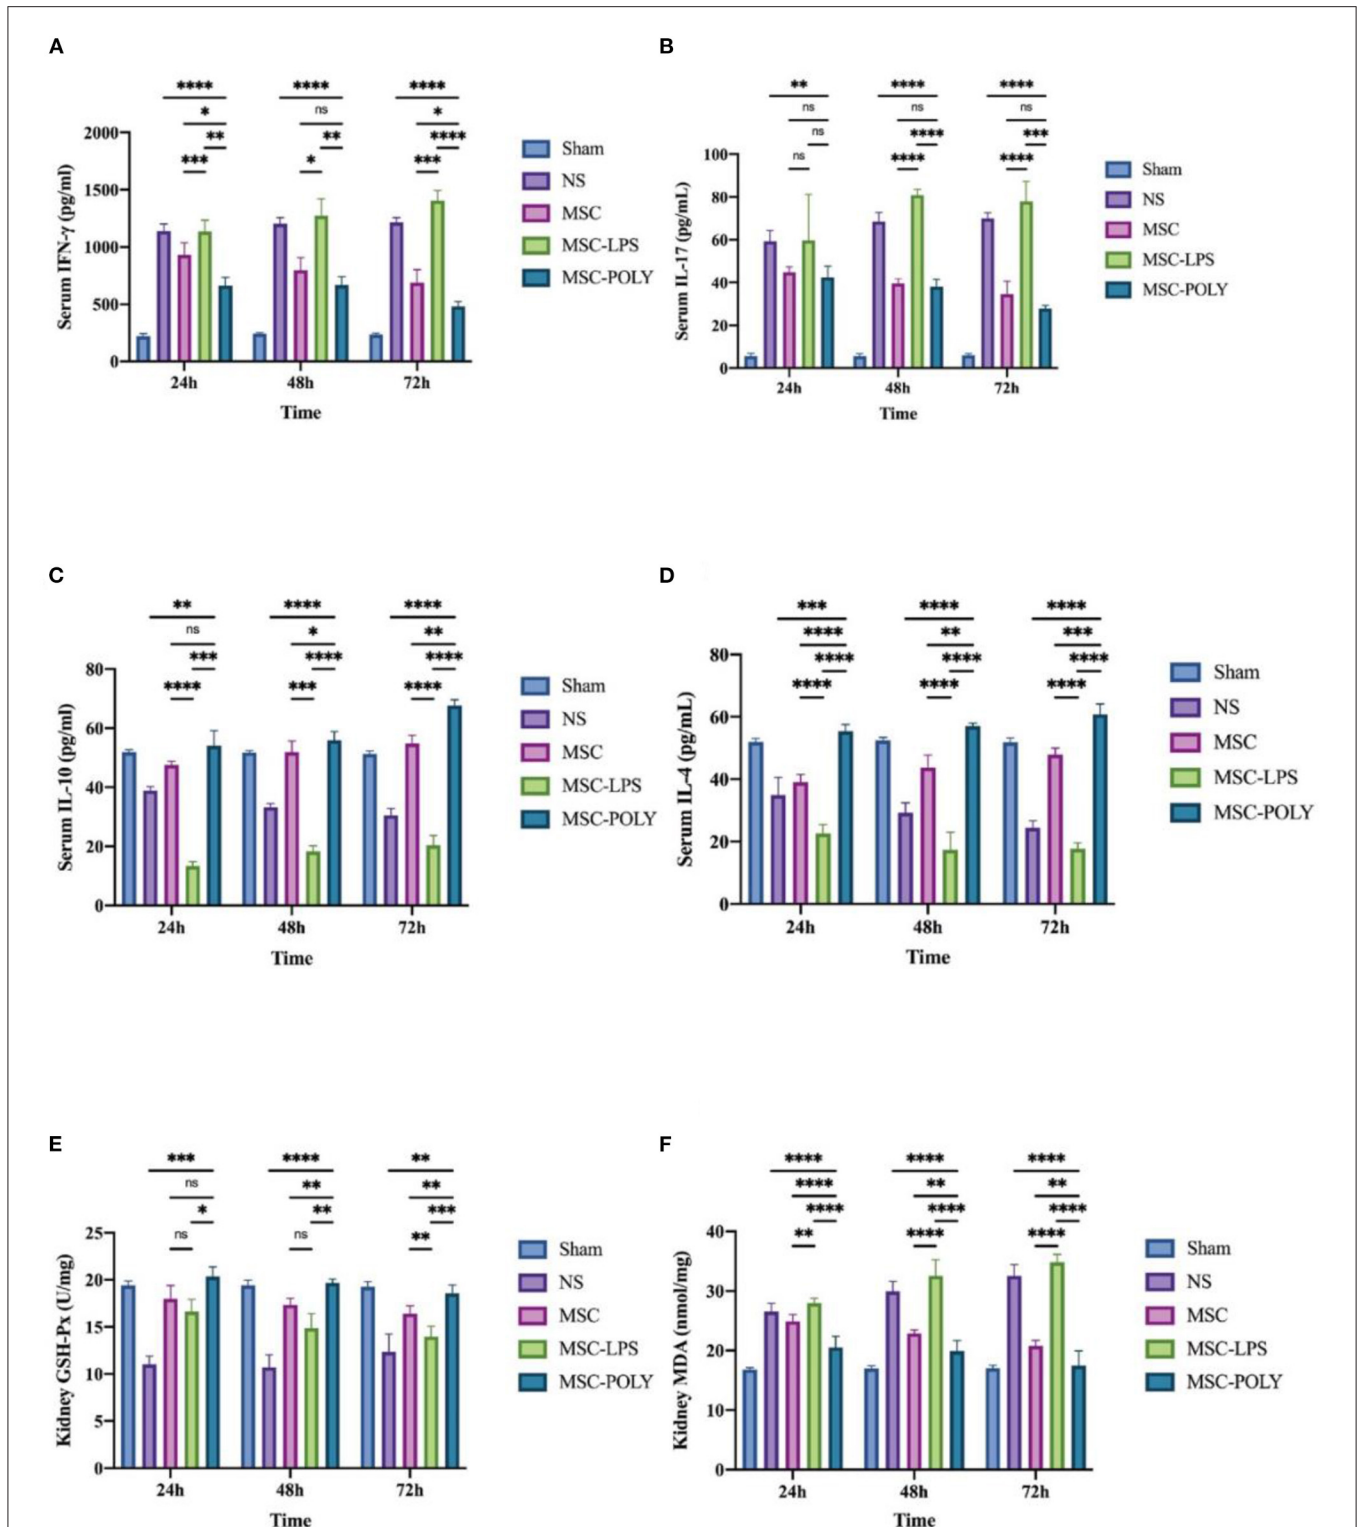 A
****
*
**
***
****
ns
**
*
****
*
****
***
Serum IFN-γ (pg/ml)
2000
1500
1000
500
0
24h
48h
72h
Time
Sham
NS
MSC
MSC-LPS
MSC-POLY
B
**
ns
ns
ns
****
ns
****
****
****
ns
***
****
Serum IL-17 (pg/mL)
100
80
60
40
20
0
24h
48h
72h
Time
Sham
NS
MSC
MSC-LPS
MSC-POLY
C
**
ns
***
****
****
*
****
***
****
**
****
****
Serum IL-10 (pg/ml)
80
60
40
20
0
24h
48h
72h
Time
Sham
NS
MSC
MSC-LPS
MSC-POLY
D
***
****
****
****
****
**
****
****
****
***
****
****
Serum IL-4 (pg/mL)
80
60
40
20
0
24h
48h
72h
Time
Sham
NS
MSC
MSC-LPS
MSC-POLY
E
***
ns
*
ns
****
**
**
ns
**
**
***
**
Kidney GSH-Px (U/mg)
25
20
15
10
5
0
24h
48h
72h
Time
Sham
NS
MSC
MSC-LPS
MSC-POLY
F
****
****
****
**
****
**
****
****
****
**
****
****
Kidney MDA (nmol/mg)
40
30
20
10
0
24h
48h
72h
Time
Sham
NS
MSC
MSC-LPS
MSC-POLY